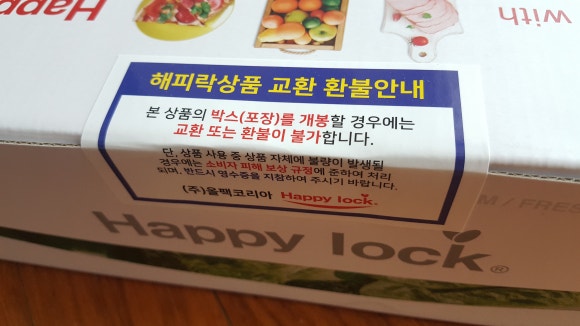 Happ
with
해피락상품 교환 환불안내
본 상품의 박스(포장)를 개봉할 경우에는
교환 또는 환불이 불가합니다.
단, 상품 사용 중 상품 자체에 불량이 발생될
경우에는 소비자 피해 보상 규정에 준하여 처리
되며, 반드시 영수증을 지참하여 주시기 바랍니다.
(주)올팩코리아 Happy lock®
M / FRES
Happy lock®